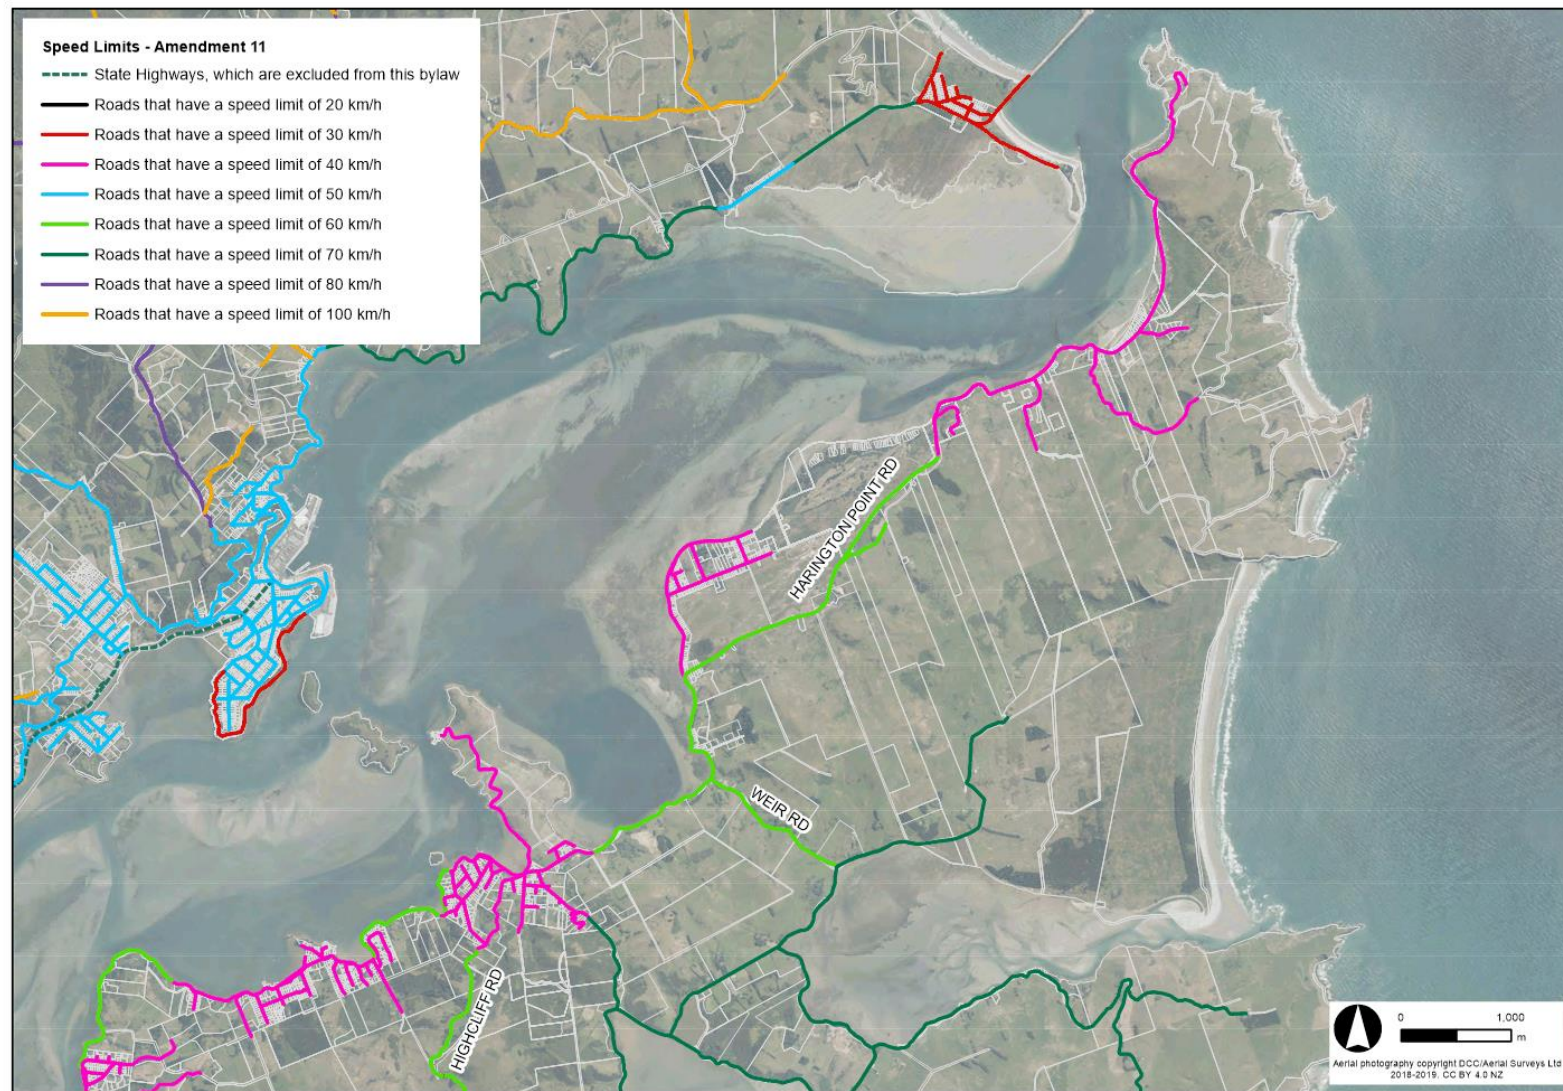 Speed Limits - Amendment 11
State Highways, which are excluded from this bylaw
Roads that have a speed limit of 20 km/h
Roads that have a speed limit of 30 km/h
Roads that have a speed limit of 40 km/h
Roads that have a speed limit of 50 km/h
Roads that have a speed limit of 60 km/h
Roads that have a speed limit of 70 km/h
Roads that have a speed limit of 80 km/h
Roads that have a speed limit of 100 km/h
HARINGTON POINT RD
WEIR RD
HIGHCLIFF RD
0 1,000
m
Aerial photography copyright DCC/Aerial Surveys Ltd
2018-2019. CC BY 4.0 NZ